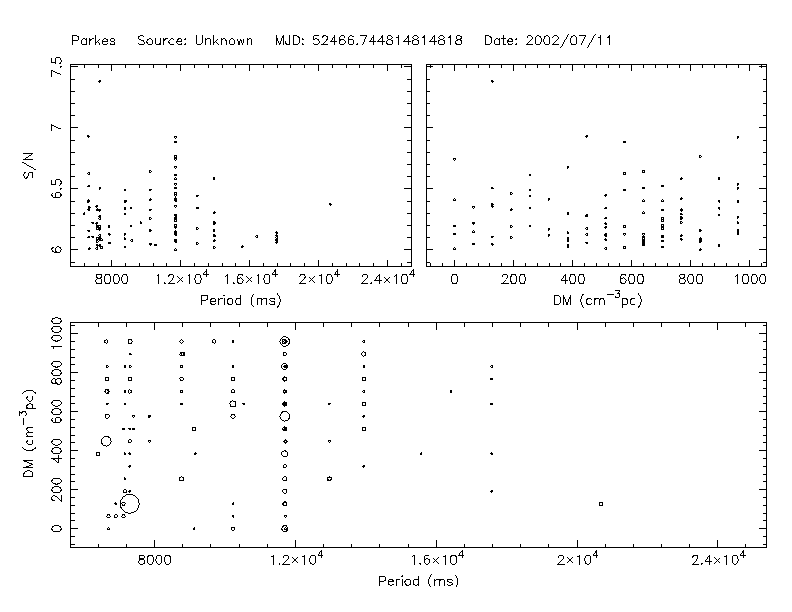 Parkes Source: Unknown MJD: 52466.744814814818 Date: 2002/07/11
7.5
7
6.5
6
S/N
8000 1.2×10⁴ 1.6×10⁴ 2×10⁴ 2.4×10⁴
Period (ms)
0 200 400 600 800 1000
DM (cm⁻³pc)
1000
800
600
400
200
0
DM (cm⁻³pc)
8000 1.2×10⁴ 1.6×10⁴ 2×10⁴ 2.4×10⁴
Period (ms)